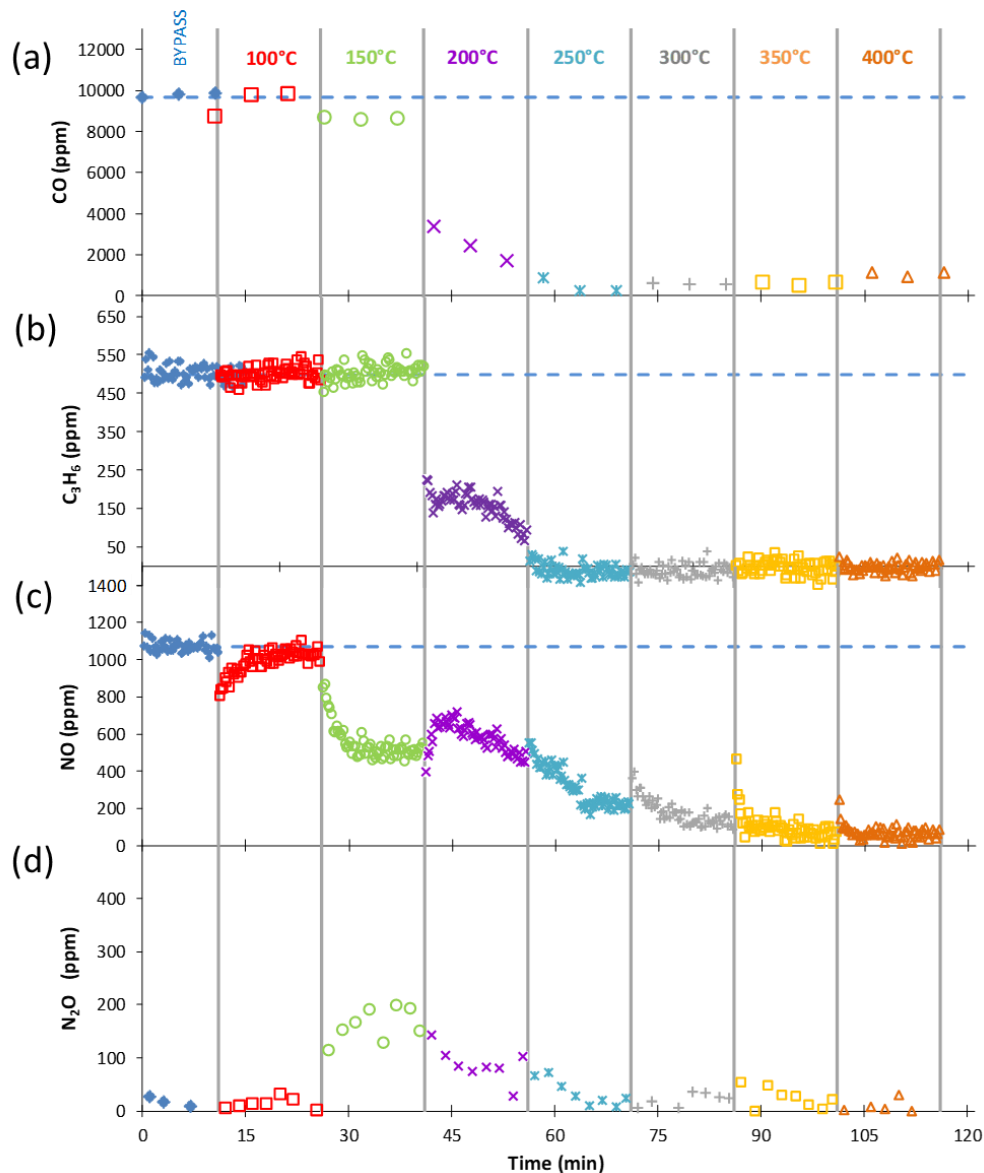 (a)
BYPASS
100°C 150°C 200°C 250°C 300°C 350°C 400°C
12000
10000
8000
6000
4000
2000
0
CO (ppm)
(b)
650
550
450
350
250
150
50
C₃H₆ (ppm)
(c)
1400
1200
1000
800
600
400
200
0
NO (ppm)
(d)
400
300
200
100
0
N₂O (ppm)
0 15 30 45 60 75 90 105 120
Time (min)